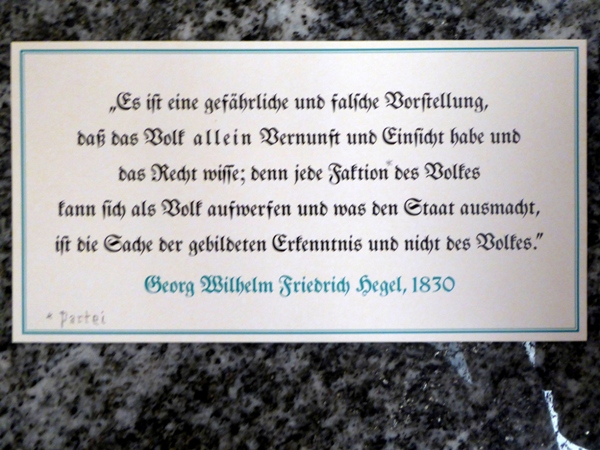 „Es ist eine gefährliche und falsche Vorstellung,
daß das Volk allein Vernunft und Einsicht habe und
das Recht wisse; denn jede Faktion* des Volkes
kann sich als Volk aufwerfen und was den Staat ausmacht,
ist die Sache der gebildeten Erkenntnis und nicht des Volkes.”
Georg Wilhelm Friedrich Hegel, 1830
* Partei